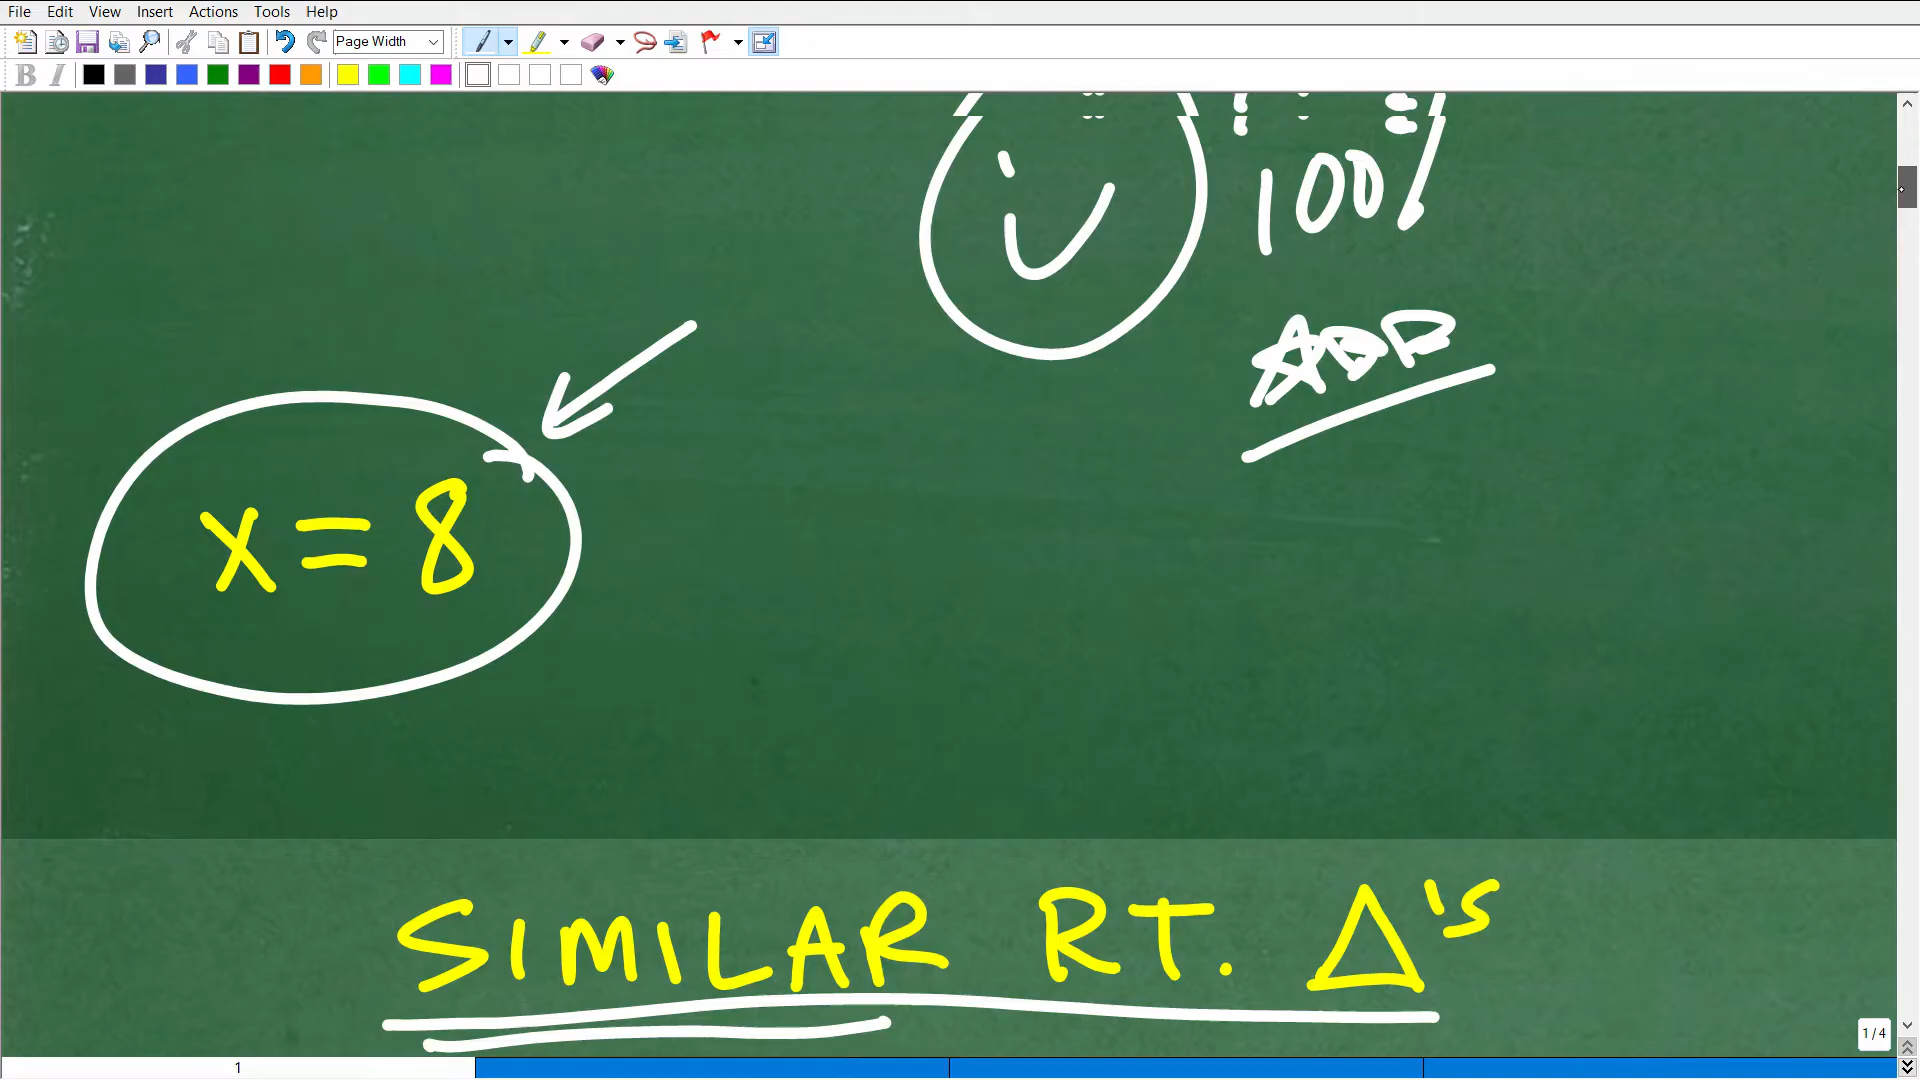 File Edit View Insert Actions Tools Help
Page Width
B I
100%
x = 8
SIMILAR RT. Δ's
1 / 4
1